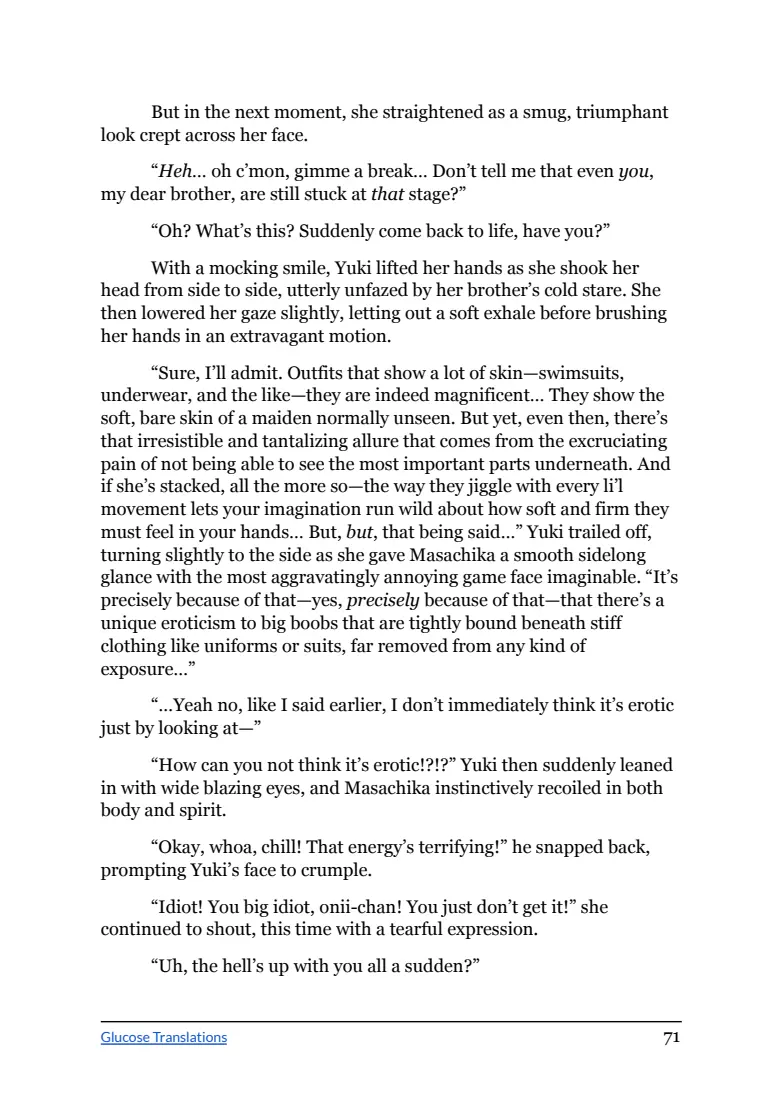 But in the next moment, she straightened as a smug, triumphant
look crept across her face.
“Heh… oh c’mon, gimme a break… Don’t tell me that even you,
my dear brother, are still stuck at that stage?”
“Oh? What’s this? Suddenly come back to life, have you?”
With a mocking smile, Yuki lifted her hands as she shook her
head from side to side, utterly unfazed by her brother’s cold stare. She
then lowered her gaze slightly, letting out a soft exhale before brushing
her hands in an extravagant motion.
“Sure, I’ll admit. Outfits that show a lot of skin—swimsuits,
underwear, and the like—they are indeed magnificent… They show the
soft, bare skin of a maiden normally unseen. But yet, even then, there’s
that irresistible and tantalizing allure that comes from the excruciating
pain of not being able to see the most important parts underneath. And
if she’s stacked, all the more so—the way they jiggle with every li’l
movement lets your imagination run wild about how soft and firm they
must feel in your hands… But, but, that being said…” Yuki trailed off,
turning slightly to the side as she gave Masachika a smooth sidelong
glance with the most aggravatingly annoying game face imaginable. “It’s
precisely because of that—yes, precisely because of that—that there’s a
unique eroticism to big boobs that are tightly bound beneath stiff
clothing like uniforms or suits, far removed from any kind of
exposure…”
“…Yeah no, like I said earlier, I don’t immediately think it’s erotic
just by looking at—”
“How can you not think it’s erotic!?!?” Yuki then suddenly leaned
in with wide blazing eyes, and Masachika instinctively recoiled in both
body and spirit.
“Okay, whoa, chill! That energy’s terrifying!” he snapped back,
prompting Yuki’s face to crumple.
“Idiot! You big idiot, onii-chan! You just don’t get it!” she
continued to shout, this time with a tearful expression.
“Uh, the hell’s up with you all a sudden?”
Glucose Translations 71